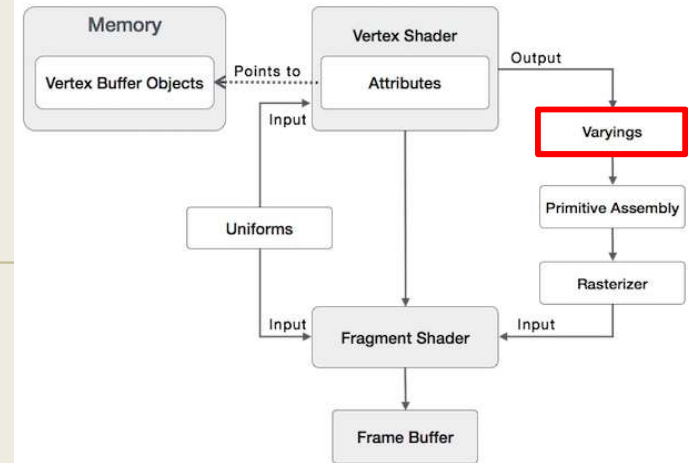 Memory
Vertex Buffer Objects
Points to
Vertex Shader
Attributes
Output
Input
Varyings
Uniforms
Primitive Assembly
Rasterizer
Input
Fragment Shader
Input
Frame Buffer